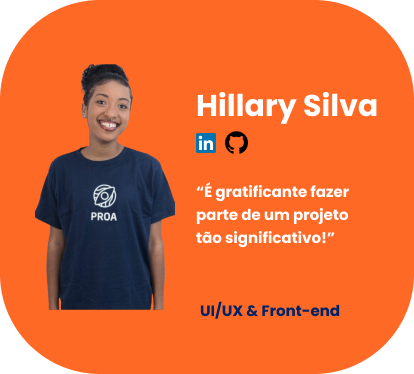 Hillary Silva
in
“É gratificante fazer
parte de um projeto
tão significativo!”
PROA
UI/UX & Front-end